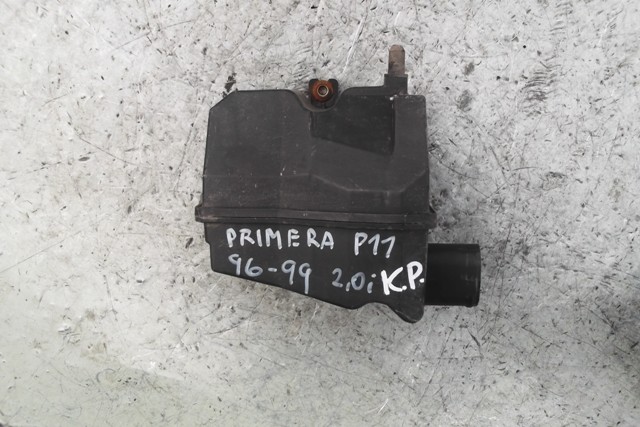 PRIMERA P11
96-99 2,0i K.P.